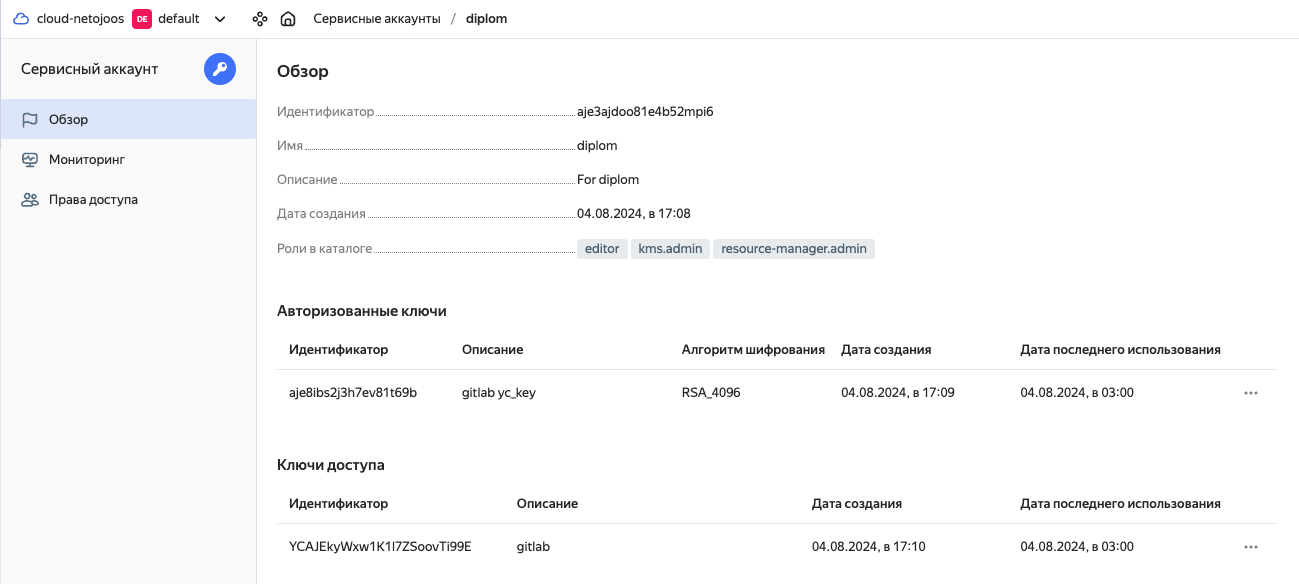 cloud-netojoos DE default Сервисные аккаунты / diplom
Сервисный аккаунт
Обзор
Мониторинг
Права доступа
Обзор
Идентификатор aje3ajdoo81e4b52mpi6
Имя diplom
Описание For diplom
Дата создания 04.08.2024, в 17:08
Роли в каталоге editor kms.admin resource-manager.admin
Авторизованные ключи
Идентификатор Описание Алгоритм шифрования Дата создания Дата последнего использования
aje8ibs2j3h7ev81t69b gitlab yc_key RSA_4096 04.08.2024, в 17:09 04.08.2024, в 03:00
Ключи доступа
Идентификатор Описание Дата создания Дата последнего использования
YCAJEkyWxw1K1I7ZSoovTi99E gitlab 04.08.2024, в 17:10 04.08.2024, в 03:00